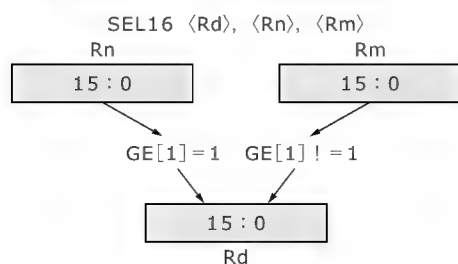 SEL16 〈Rd〉, 〈Rn〉, 〈Rm〉
Rn Rm
15：0 15：0
GE[1]＝1 GE[1]！＝1
15：0
Rd